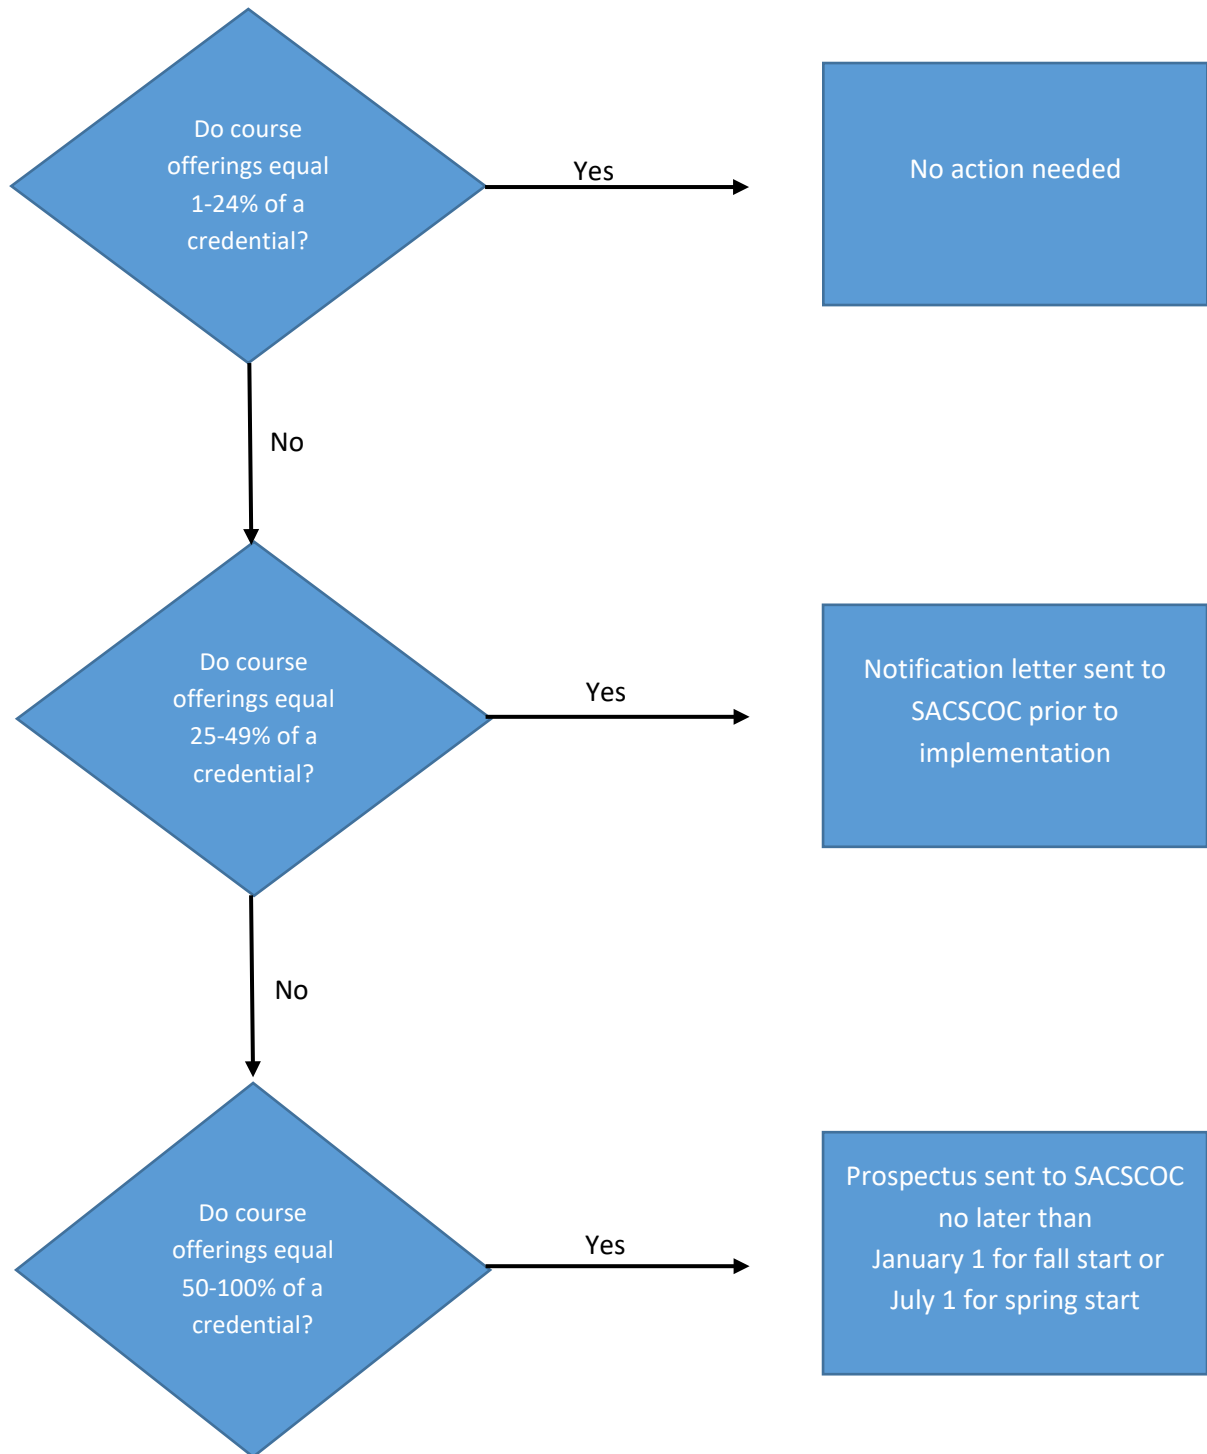 Do course
offerings equal
1-24% of a
credential?
Yes
No action needed
No
Do course
offerings equal
25-49% of a
credential?
Yes
Notification letter sent to
SACSCOC prior to
implementation
No
Do course
offerings equal
50-100% of a
credential?
Yes
Prospectus sent to SACSCOC
no later than
January 1 for fall start or
July 1 for spring start